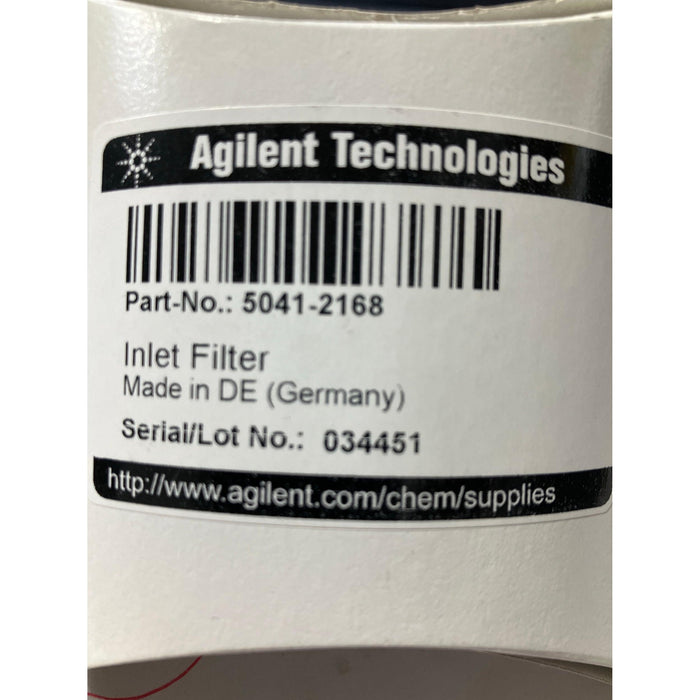 Agilent Technologies
Part-No.: 5041-2168
Inlet Filter
Made in DE (Germany)
Serial/Lot No.: 034451
http://www.agilent.com/chem/supplies